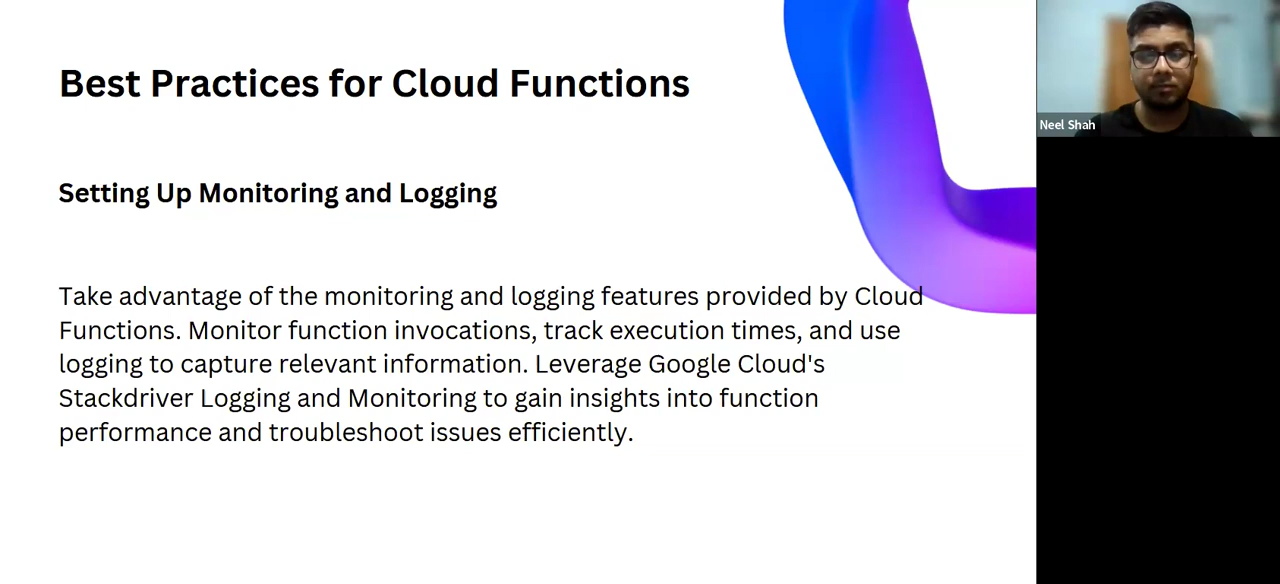 Best Practices for Cloud Functions
Neel Shah
Setting Up Monitoring and Logging
Take advantage of the monitoring and logging features provided by Cloud
Functions. Monitor function invocations, track execution times, and use
logging to capture relevant information. Leverage Google Cloud's
Stackdriver Logging and Monitoring to gain insights into function
performance and troubleshoot issues efficiently.